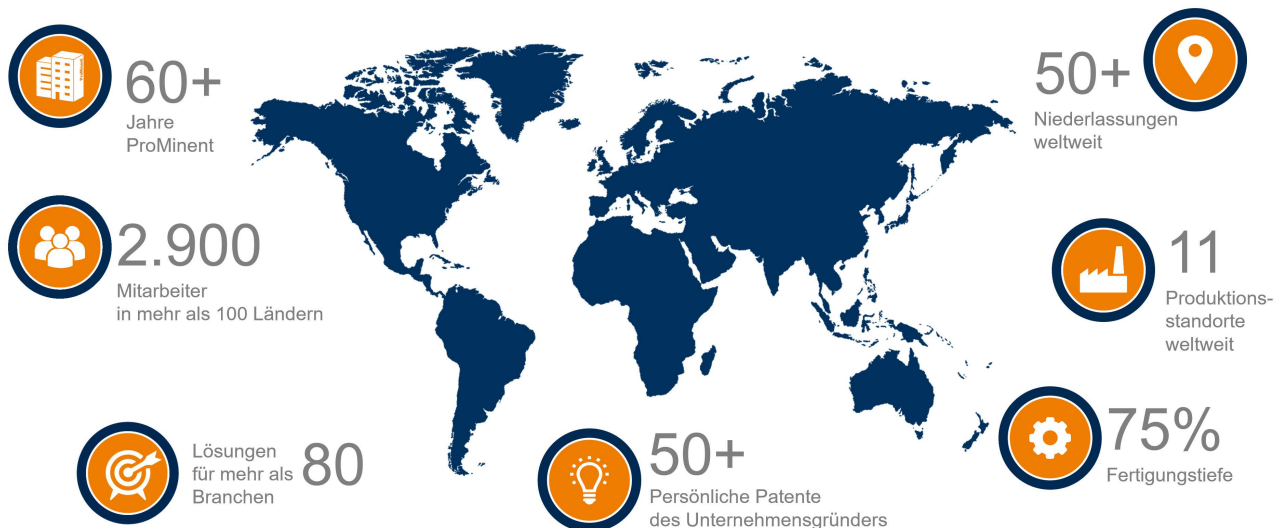 60+
Jahre
ProMinent
50+
Niederlassungen
weltweit
2.900
Mitarbeiter
in mehr als 100 Ländern
11
Produktions-
standorte
weltweit
Lösungen
für mehr als 80
Branchen
50+
Persönliche Patente
des Unternehmensgründers
75%
Fertigungstiefe